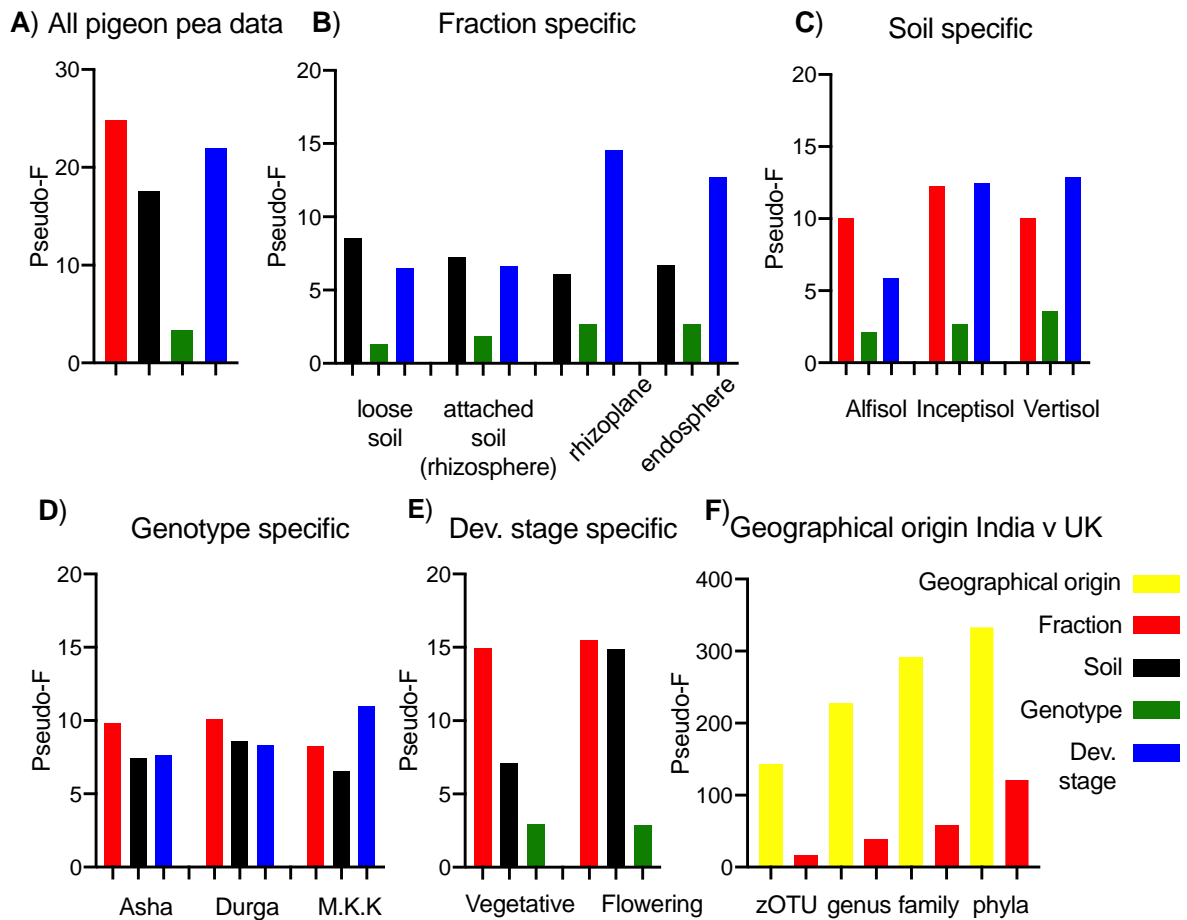 A) All pigeon pea data
30
20
10
0
Pseudo-F
B) Fraction specific
20
15
10
5
0
Pseudo-F
loose
soil
attached
soil
(rhizosphere)
rhizoplane
endosphere
C) Soil specific
20
15
10
5
0
Pseudo-F
Alfisol Inceptisol Vertisol
D) Genotype specific
20
15
10
5
0
Pseudo-F
Asha Durga M.K.K
E) Dev. stage specific
20
15
10
5
0
Pseudo-F
Vegetative Flowering
F) Geographical origin India v UK
400
300
200
100
0
Pseudo-F
zOTU genus family phyla
Geographical origin
Fraction
Soil
Genotype
Dev.
stage